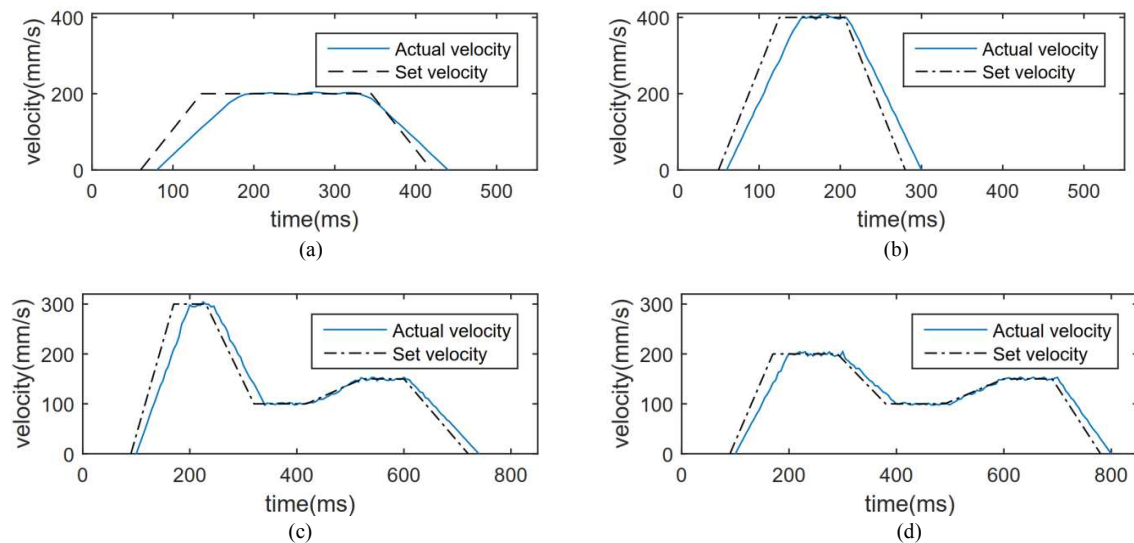 400
200
0
velocity(mm/s)
Actual velocity
Set velocity
0 100 200 300 400 500
time(ms)
(a)
400
200
0
velocity(mm/s)
Actual velocity
Set velocity
0 100 200 300 400 500
time(ms)
(b)
300
200
100
0
velocity(mm/s)
Actual velocity
Set velocity
0 200 400 600 800
time(ms)
(c)
300
200
100
0
velocity(mm/s)
Actual velocity
Set velocity
0 200 400 600 800
time(ms)
(d)